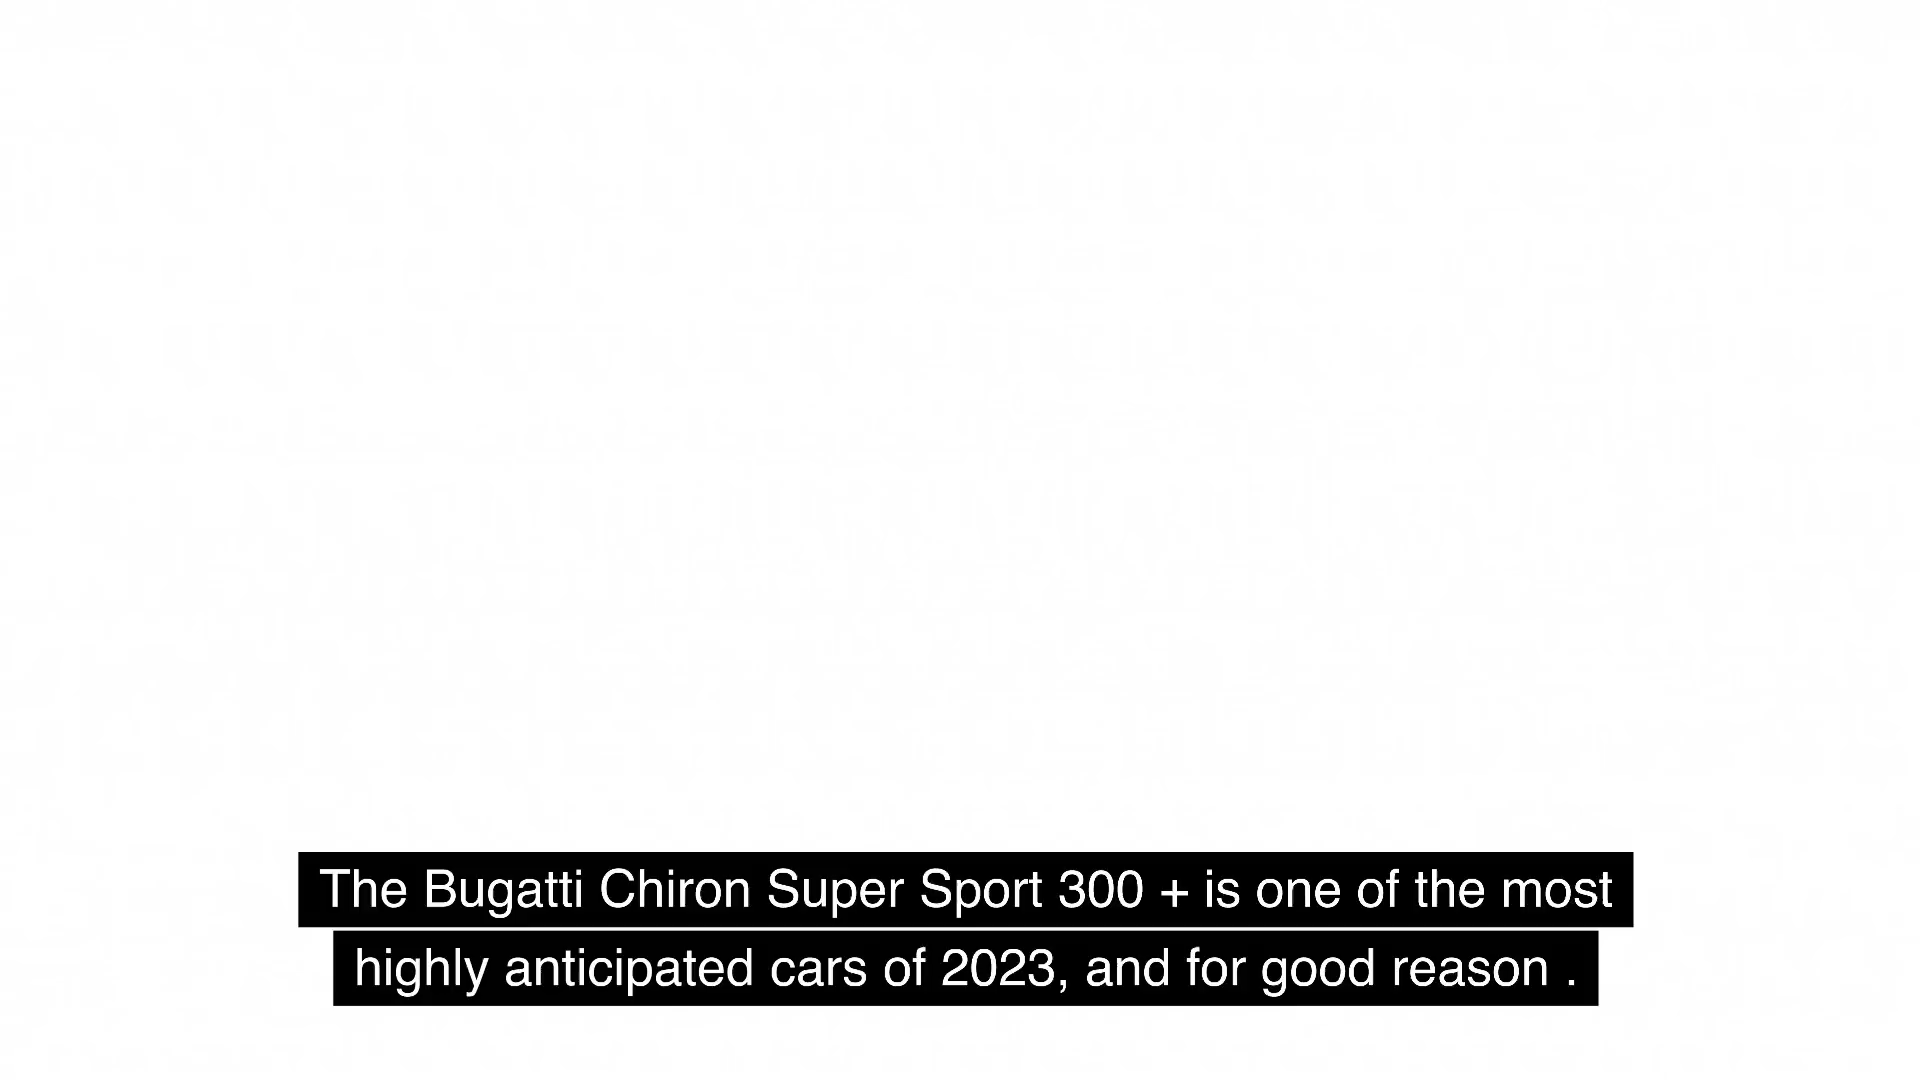 The Bugatti Chiron Super Sport 300 + is one of the most
highly anticipated cars of 2023, and for good reason .